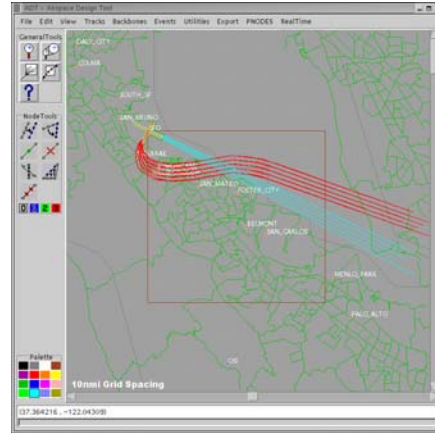 ADT - Airspace Design Tool
File Edit View Tracks Backbones Events Utilities Export PNODES RealTime
GeneralTools
NodeTools
Palette
DALY_CITY
COLMA
SOUTH_SF
SAN_BRUNO
SFO
SAN_MATEO
FOSTER_CITY
BELMONT
SAN_CARLOS
MENLO_PARK
PALO_ALTO
10nmi Grid Spacing
(37.364216 , -122.04309)